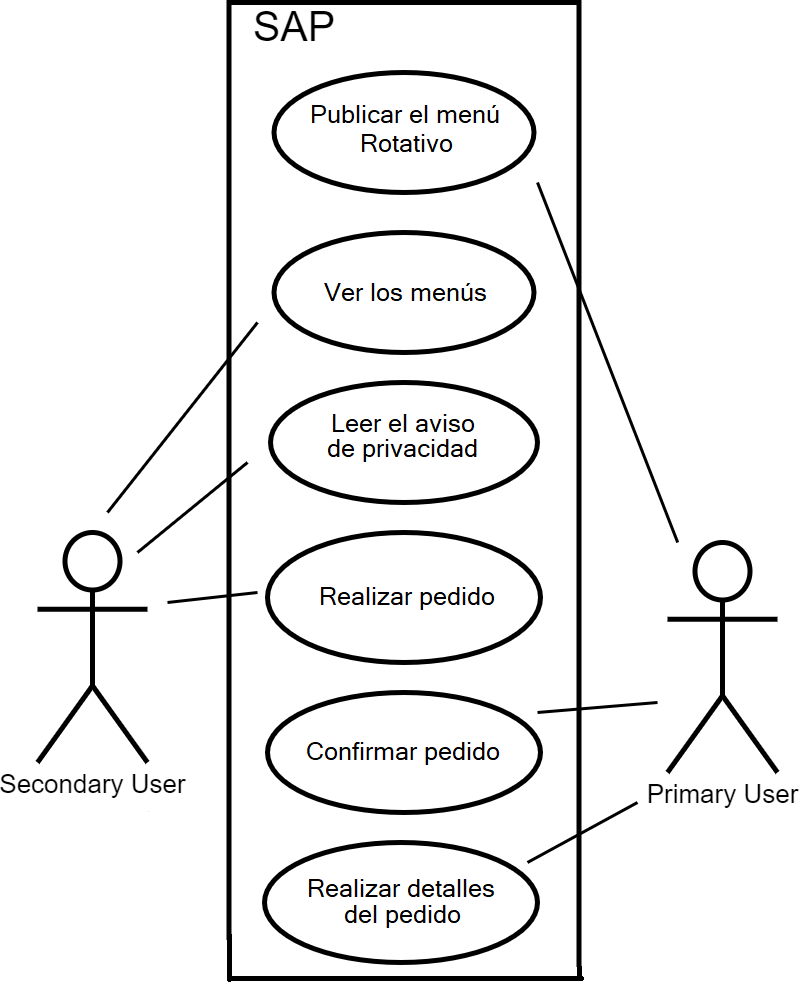 SAP
Publicar el menú
Rotativo
Ver los menús
Leer el aviso
de privacidad
Realizar pedido
Confirmar pedido
Realizar detalles
del pedido
Secondary User
Primary User